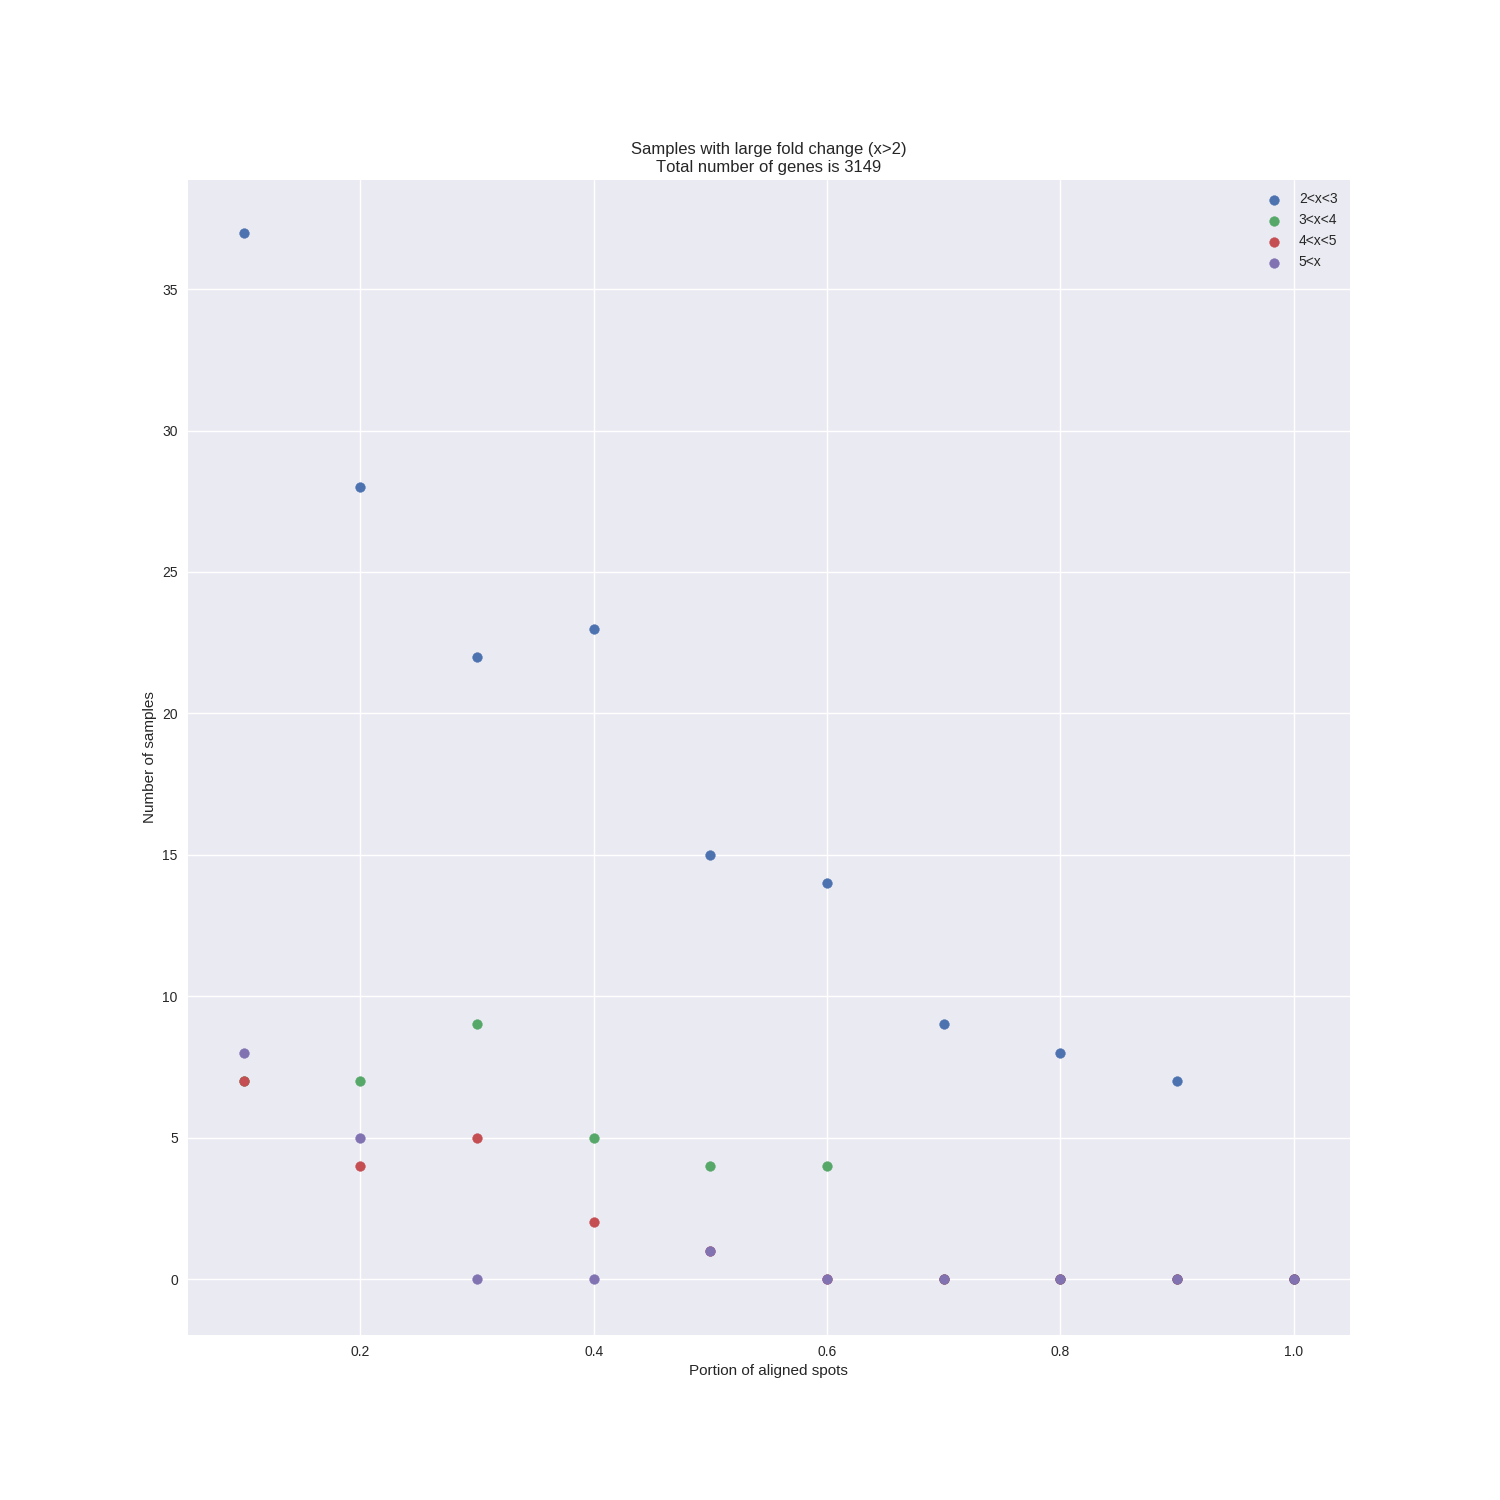 Samples with large fold change (x>2)
Total number of genes is 3149
2<x<3
3<x<4
4<x<5
5<x
Number of samples
35
30
25
20
15
10
5
0
0.2
0.4
0.6
0.8
1.0
Portion of aligned spots